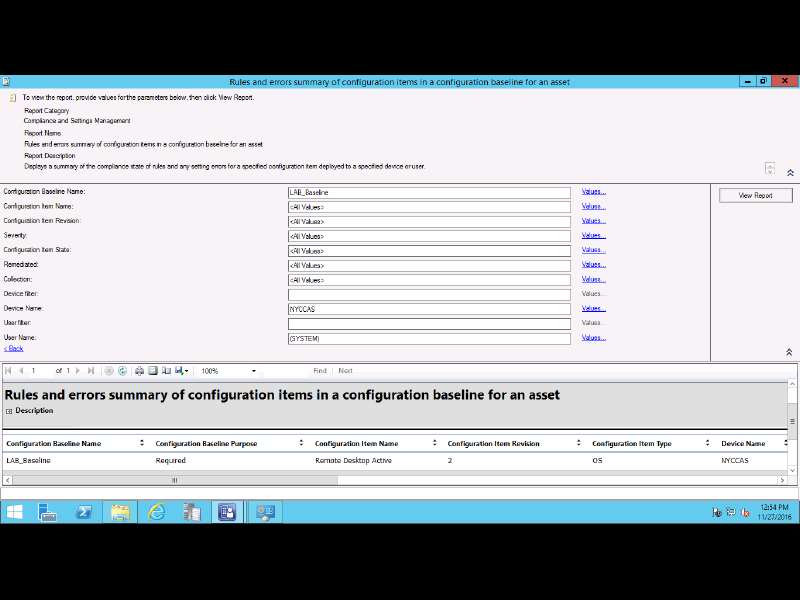 Rules and errors summary of configuration items in a configuration baseline for an asset
To view the report, provide values for the parameters below, then click View Report.
Report Category
Compliance and Settings Management
Report Name
Rules and errors summary of configuration items in a configuration baseline for an asset
Report Description
Displays a summary of the compliance state of rules and any setting errors for a specified configuration item deployed to a specified device or user.
Configuration Baseline Name: LAB_Baseline Values... View Report
Configuration Item Name: <All Values> Values...
Configuration Item Revision: <All Values> Values...
Severity: <All Values> Values...
Configuration Item State: <All Values> Values...
Remediated: <All Values> Values...
Collection: <All Values> Values...
Device filter: Values...
Device Name: NYCCAS Values...
User filter: Values...
User Name: (SYSTEM) Values...
< Back
1 of 1 100% Find Next
Rules and errors summary of configuration items in a configuration baseline for an asset
Description
Configuration Baseline Name Configuration Baseline Purpose Configuration Item Name Configuration Item Revision Configuration Item Type Device Name
LAB_Baseline Required Remote Desktop Active 2 OS NYCCAS
12:54 PM
11/27/2016